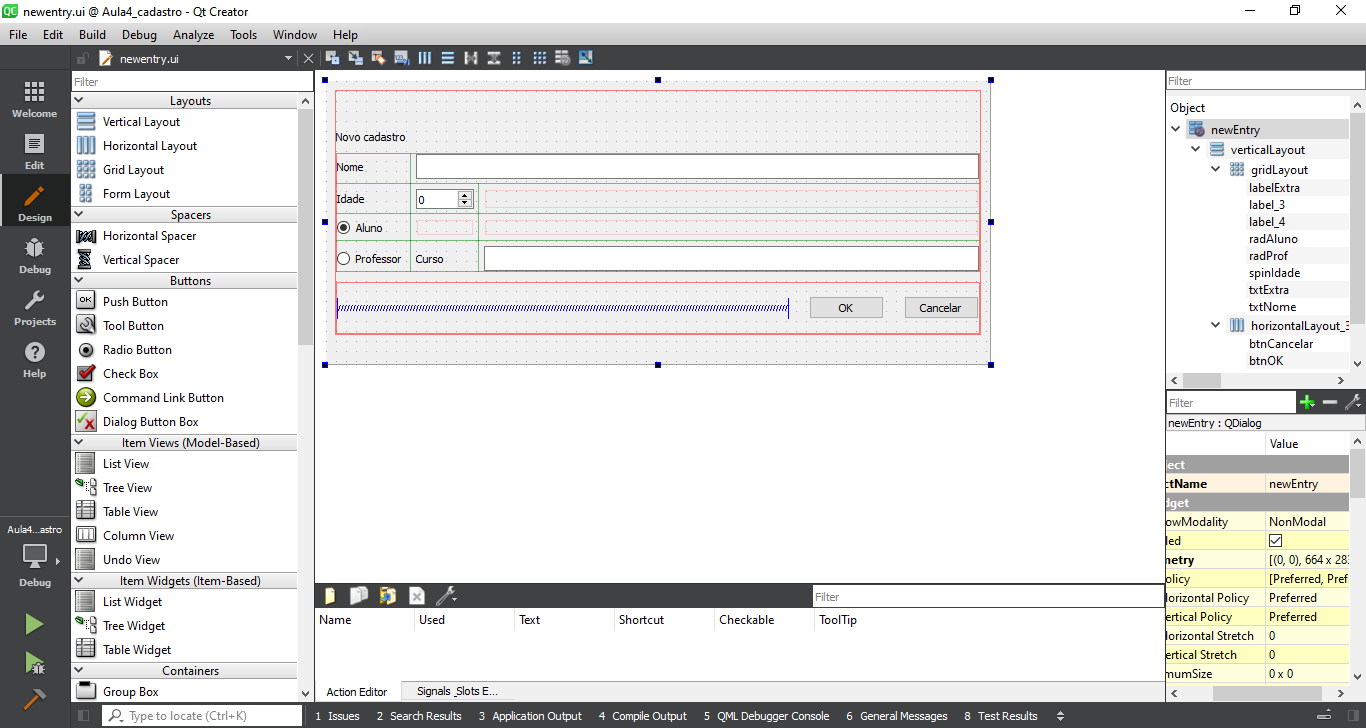 QC newentry.ui @ Aula4_cadastro - Qt Creator
File Edit Build Debug Analyze Tools Window Help
newentry.ui
Welcome
Edit
Design
Debug
Projects
Help
Aula4...astro
Debug
Filter
Layouts
Vertical Layout
Horizontal Layout
Grid Layout
Form Layout
Spacers
Horizontal Spacer
Vertical Spacer
Buttons
OK Push Button
Tool Button
Radio Button
Check Box
Command Link Button
Dialog Button Box
Item Views (Model-Based)
List View
Tree View
Table View
Column View
Undo View
Item Widgets (Item-Based)
List Widget
Tree Widget
Table Widget
Containers
Group Box
Novo cadastro
Nome
Idade 0
Aluno
Professor Curso
OK Cancelar
Filter
Name Used Text Shortcut Checkable ToolTip
Action Editor Signals _Slots E...
Filter
Object
newEntry
verticalLayout
gridLayout
labelExtra
label_3
label_4
radAluno
radProf
spinIdade
txtExtra
txtNome
horizontalLayout_3
btnCancelar
btnOK
Filter
newEntry : QDialog
Value
ect
ctName newEntry
dget
owModality NonModal
led
netry [(0, 0), 664 x 283
olicy [Preferred, Pref
Horizontal Policy Preferred
ertical Policy Preferred
Horizontal Stretch 0
ertical Stretch 0
mumSize 0 x 0
Type to locate (Ctrl+K)
1 Issues 2 Search Results 3 Application Output 4 Compile Output 5 QML Debugger Console 6 General Messages 8 Test Results